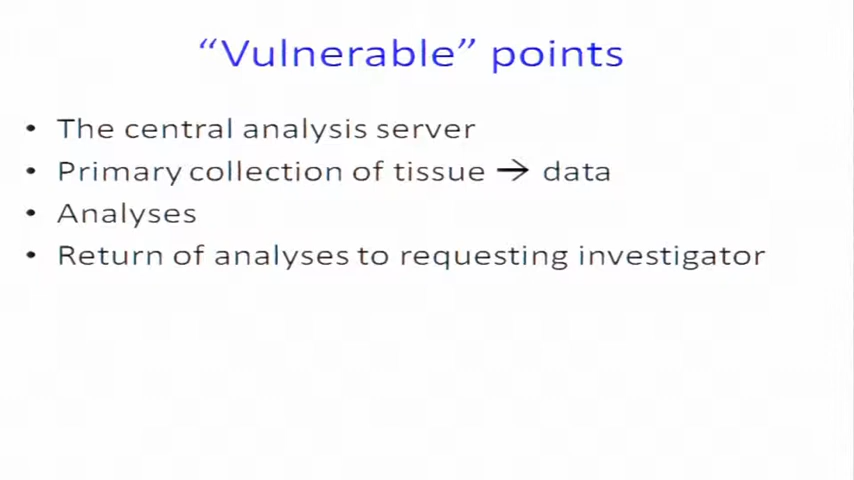 “Vulnerable” points
• The central analysis server
• Primary collection of tissue → data
• Analyses
• Return of analyses to requesting investigator